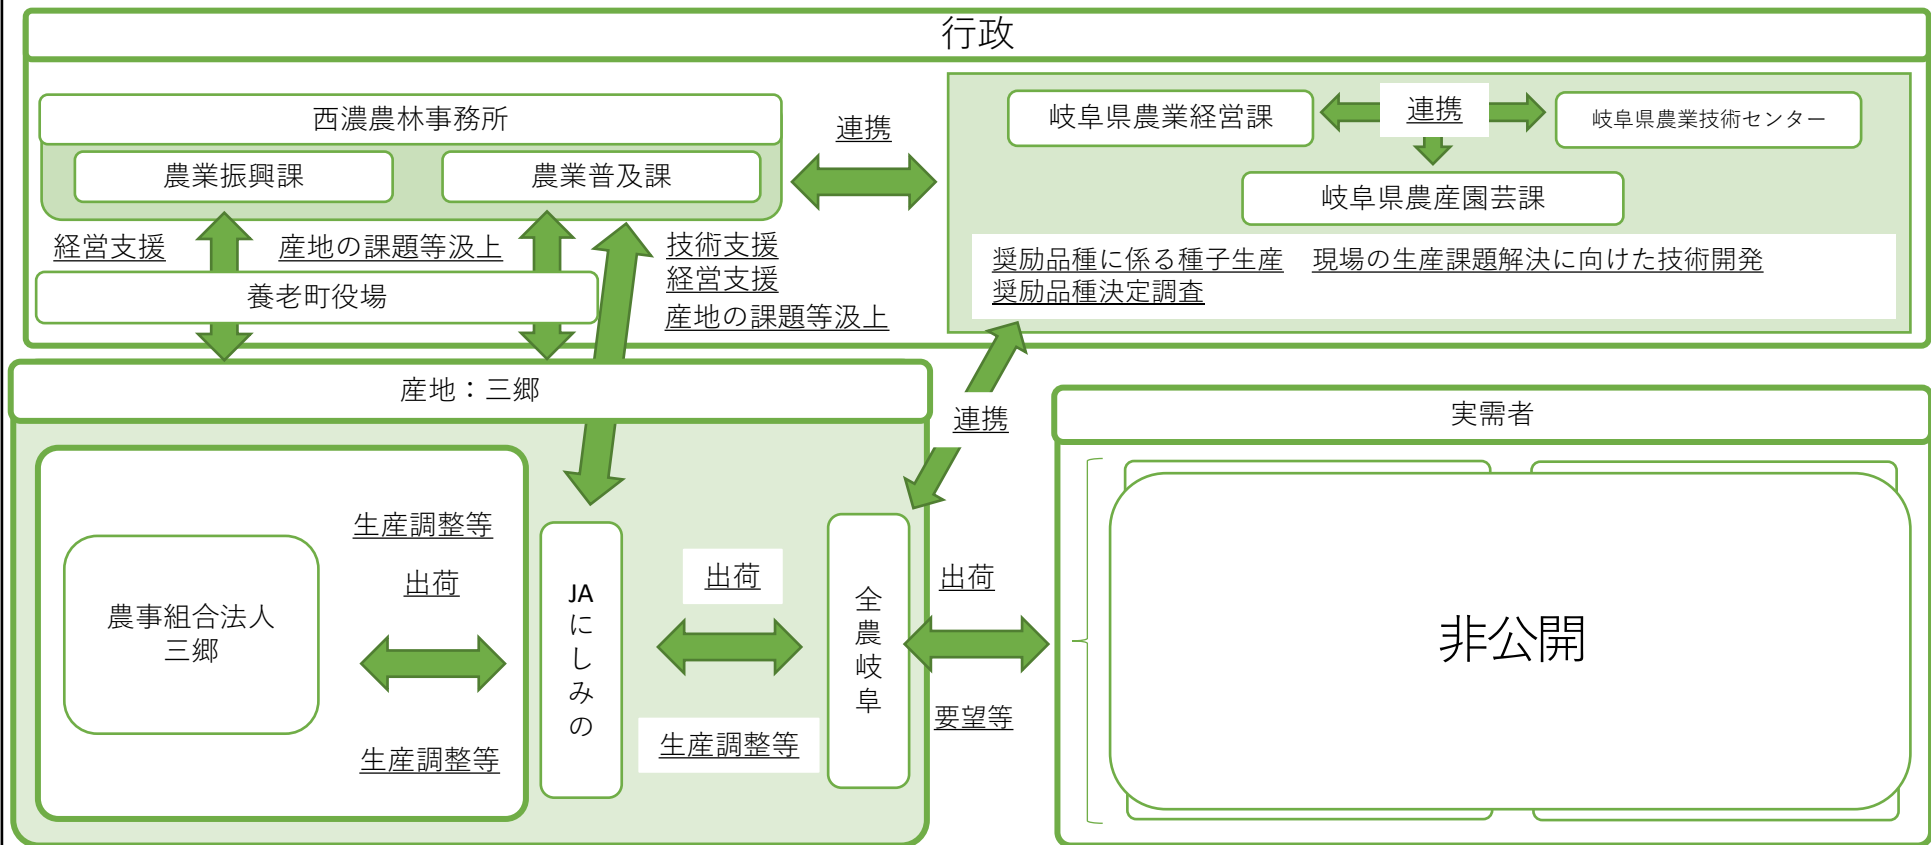 行政
西濃農林事務所
農業振興課
農業普及課
連携
岐阜県農業経営課
連携
岐阜県農業技術センター
岐阜県農産園芸課
奨励品種に係る種子生産　現場の生産課題解決に向けた技術開発
奨励品種決定調査
経営支援
産地の課題等汲上
技術支援
経営支援
産地の課題等汲上
養老町役場
連携
産地：三郷
農事組合法人
三郷
生産調整等
出荷
生産調整等
JAにしみの
出荷
生産調整等
全農岐阜
出荷
要望等
実需者
非公開